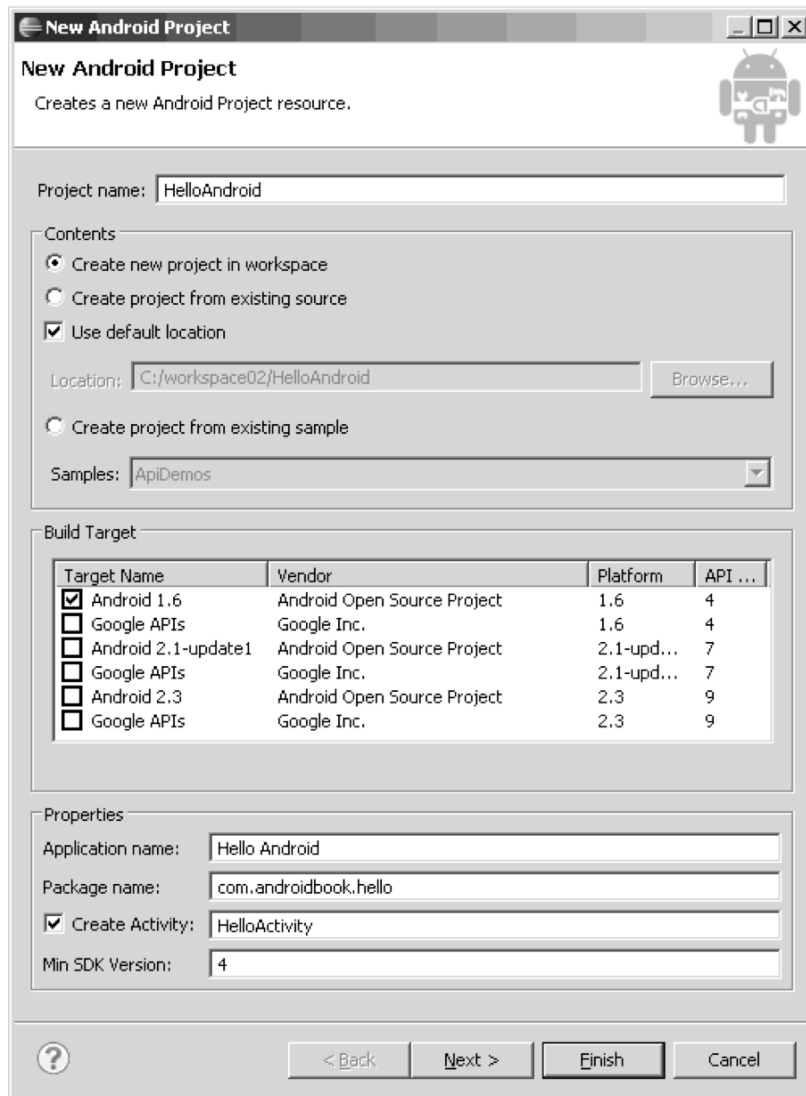 New Android Project
New Android Project
Creates a new Android Project resource.
Project name: HelloAndroid
Contents
Create new project in workspace
Create project from existing source
Use default location
Location: C:/workspace02/HelloAndroid Browse...
Create project from existing sample
Samples: ApiDemos
Build Target
Target Name Vendor Platform API ...
Android 1.6 Android Open Source Project 1.6 4
Google APIs Google Inc. 1.6 4
Android 2.1-update1 Android Open Source Project 2.1-upd... 7
Google APIs Google Inc. 2.1-upd... 7
Android 2.3 Android Open Source Project 2.3 9
Google APIs Google Inc. 2.3 9
Properties
Application name: Hello Android
Package name: com.androidbook.hello
Create Activity: HelloActivity
Min SDK Version: 4
? < Back Next > Finish Cancel